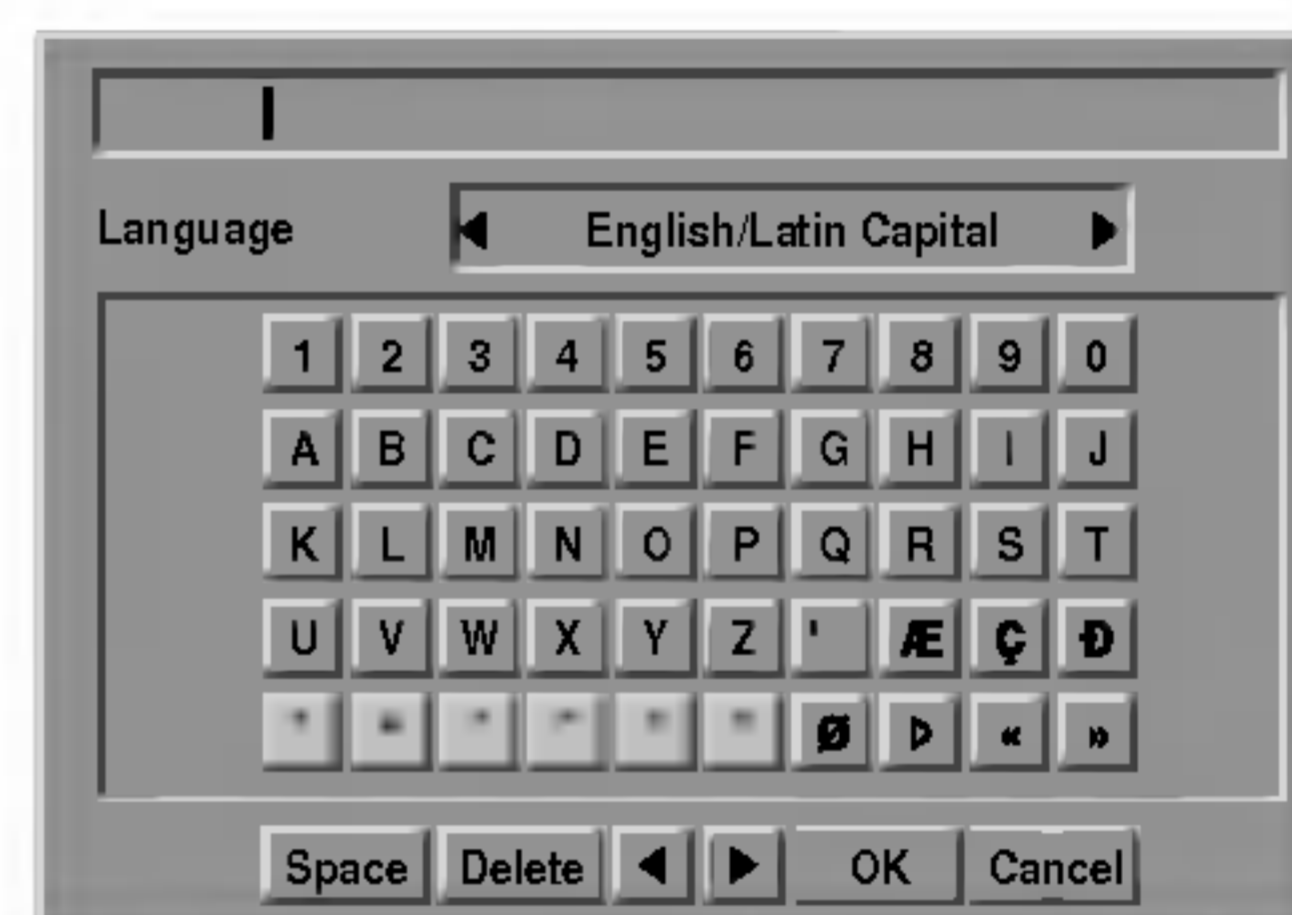 Language ◀ English/Latin Capital ▶
1 2 3 4 5 6 7 8 9 0
A B C D E F G H I J
K L M N O P Q R S T
U V W X Y Z ' Æ Ç Ð
Ø Þ « »
Space Delete ◀ ▶ OK Cancel